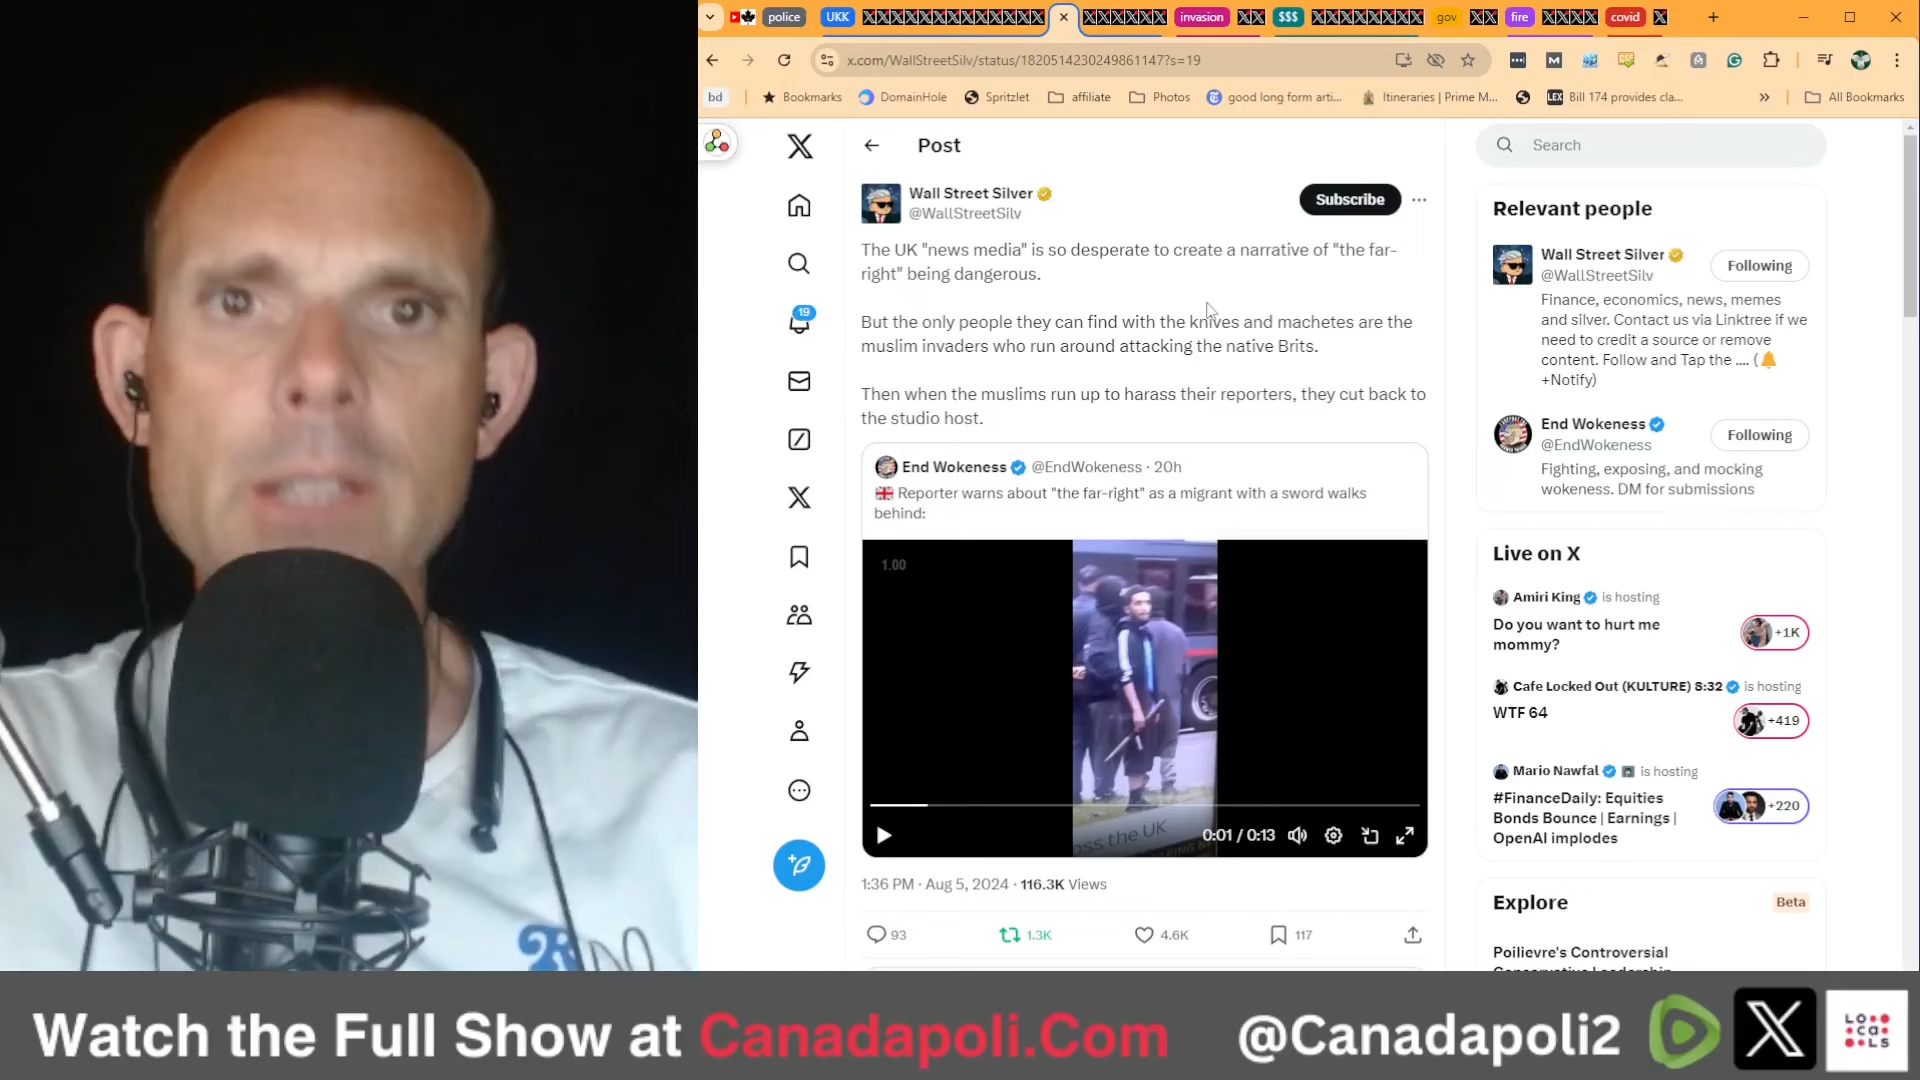 police
UKK
invasion
$$$
gov
fire
covid
x.com/WallStreetSilv/status/1820514230249861147?s=19
bd
Bookmarks
DomainHole
Spritzlet
affiliate
Photos
good long form arti...
Itineraries | Prime M...
LEX
Bill 174 provides cla...
All Bookmarks
Post
Search
Wall Street Silver
@WallStreetSilv
Subscribe
The UK "news media" is so desperate to create a narrative of "the far-
right" being dangerous.
But the only people they can find with the knives and machetes are the
muslim invaders who run around attacking the native Brits.
Then when the muslims run up to harass their reporters, they cut back to
the studio host.
End Wokeness @EndWokeness · 20h
Reporter warns about "the far-right" as a migrant with a sword walks
behind:
1.00
oss the UK
0:01 / 0:13
1:36 PM · Aug 5, 2024 · 116.3K Views
93
1.3K
4.6K
117
19
Relevant people
Wall Street Silver
@WallStreetSilv
Following
Finance, economics, news, memes
and silver. Contact us via Linktree if we
need to credit a source or remove
content. Follow and Tap the .... (🔔
+Notify)
End Wokeness
@EndWokeness
Following
Fighting, exposing, and mocking
wokeness. DM for submissions
Live on X
Amiri King is hosting
Do you want to hurt me
mommy?
+1K
Cafe Locked Out (KULTURE) 8:32 is hosting
WTF 64
+419
Mario Nawfal is hosting
#FinanceDaily: Equities
Bonds Bounce | Earnings |
OpenAI implodes
+220
Explore
Beta
Poilievre's Controversial
Watch the Full Show at Canadapoli.Com
@Canadapoli2
LO
ca
LS